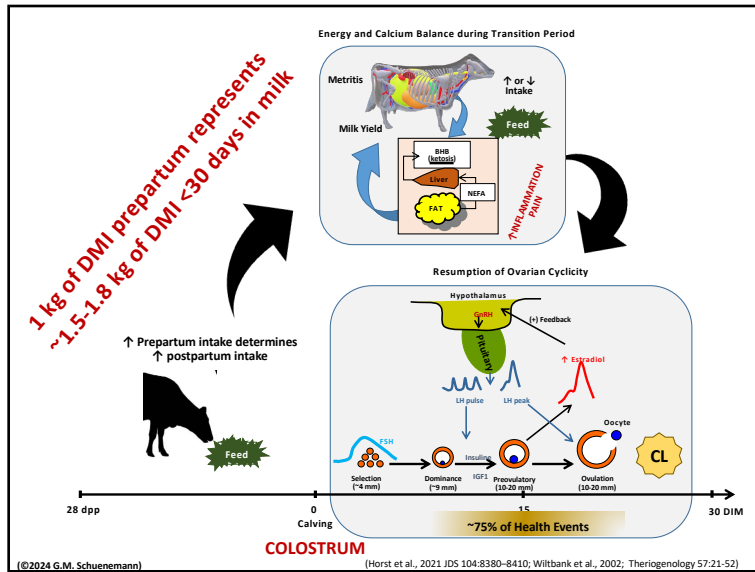 Energy and Calcium Balance during Transition Period
Metritis
↑ or ↓
Intake
Feed
Milk Yield
BHB
(ketosis)
Liver
NEFA
FAT
↑INFLAMMATION
PAIN
1 kg of DMI prepartum represents
~1.5-1.8 kg of DMI <30 days in milk
↑ Prepartum intake determines
↑ postpartum intake
Feed
Resumption of Ovarian Cyclicity
Hypothalamus
GnRH
(+) Feedback
Pituitary
↑ Estradiol
LH pulse
LH peak
Oocyte
FSH
Insuline
IGF1
CL
Selection
(~4 mm)
Dominance
(~9 mm)
Preovulatory
(10-20 mm)
Ovulation
(10-20 mm)
28 dpp
0
15
30 DIM
Calving
~75% of Health Events
COLOSTRUM
(©2024 G.M. Schuenemann)
(Horst et al., 2021 JDS 104:8380–8410; Wiltbank et al., 2002; Theriogenology 57:21-52)